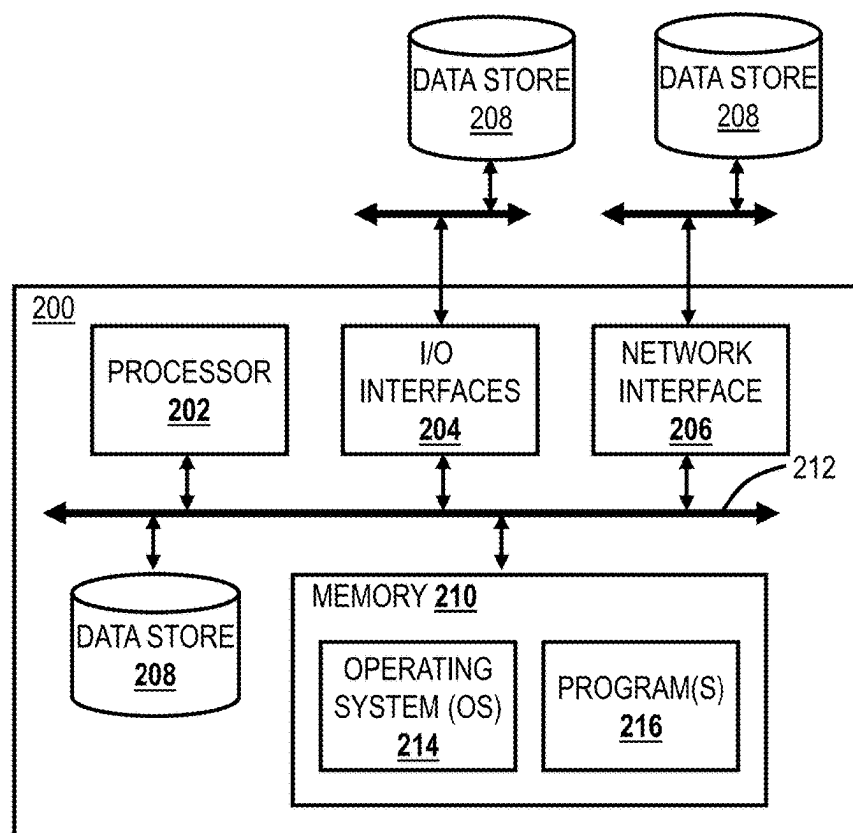 DATA STORE
208
DATA STORE
208
200
PROCESSOR
202
I/O
INTERFACES
204
NETWORK
INTERFACE
206
212
DATA STORE
208
MEMORY 210
OPERATING
SYSTEM (OS)
214
PROGRAM(S)
216